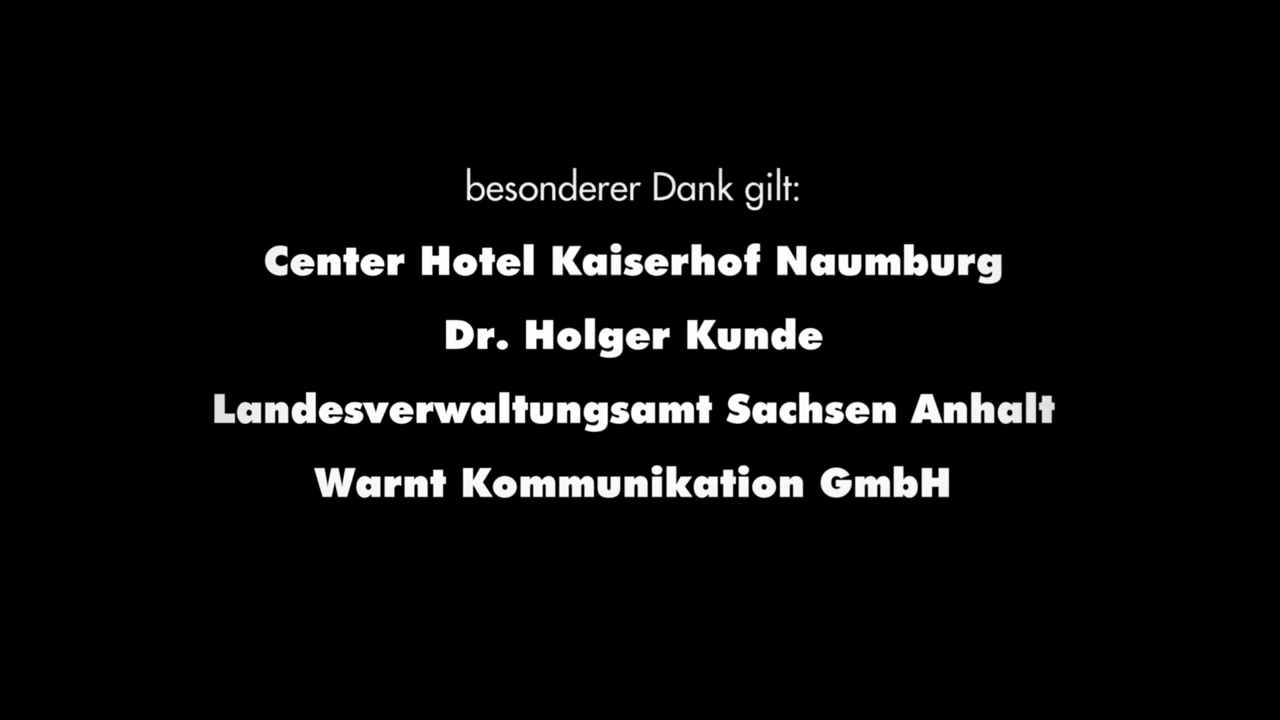 besonderer Dank gilt:
Center Hotel Kaiserhof Naumburg
Dr. Holger Kunde
Landesverwaltungsamt Sachsen Anhalt
Warnt Kommunikation GmbH